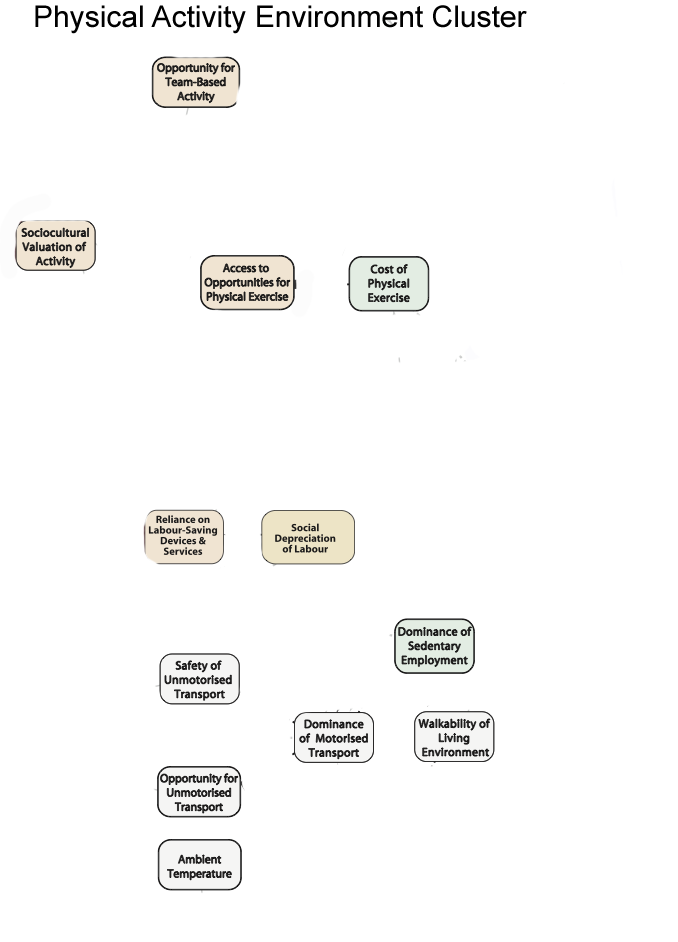 Physical Activity Environment Cluster
Opportunity for
Team-Based
Activity
Sociocultural
Valuation of
Activity
Access to
Opportunities for
Physical Exercise
Cost of
Physical
Exercise
Reliance on
Labour-Saving
Devices &
Services
Social
Depreciation
of Labour
Dominance of
Sedentary
Employment
Safety of
Unmotorised
Transport
Dominance
of Motorised
Transport
Walkability of
Living
Environment
Opportunity for
Unmotorised
Transport
Ambient
Temperature